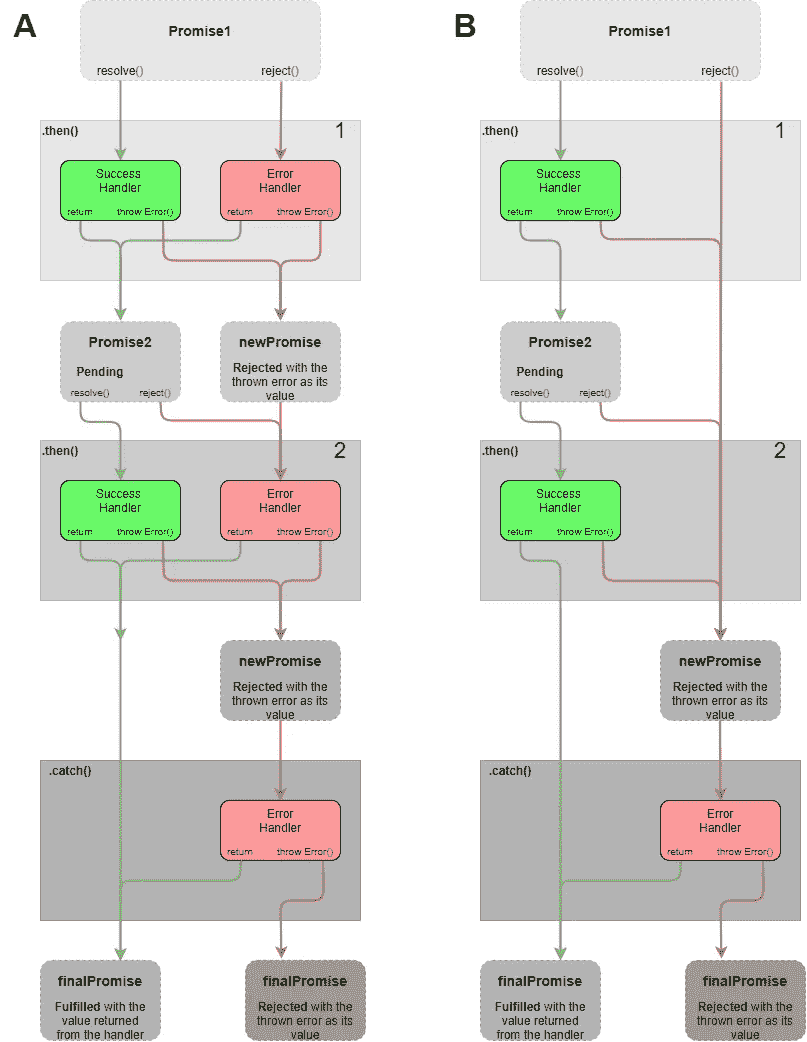 A
Promise1
resolve()
reject()
.then()
1
Success
Handler
return
throw Error()
Error
Handler
return
throw Error()
Promise2
Pending
resolve()
reject()
newPromise
Rejected with the
thrown error as its
value
.then()
2
Success
Handler
return
throw Error()
Error
Handler
return
throw Error()
newPromise
Rejected with the
thrown error as its
value
.catch()
Error
Handler
return
throw Error()
finalPromise
Fulfilled with the
value returned
from the handler
finalPromise
Rejected with the
thrown error as its
value
B
Promise1
resolve()
reject()
.then()
1
Success
Handler
return
throw Error()
Promise2
Pending
resolve()
reject()
.then()
2
Success
Handler
return
throw Error()
newPromise
Rejected with the
thrown error as its
value
.catch()
Error
Handler
return
throw Error()
finalPromise
Fulfilled with the
value returned
from the handler
finalPromise
Rejected with the
thrown error as its
value